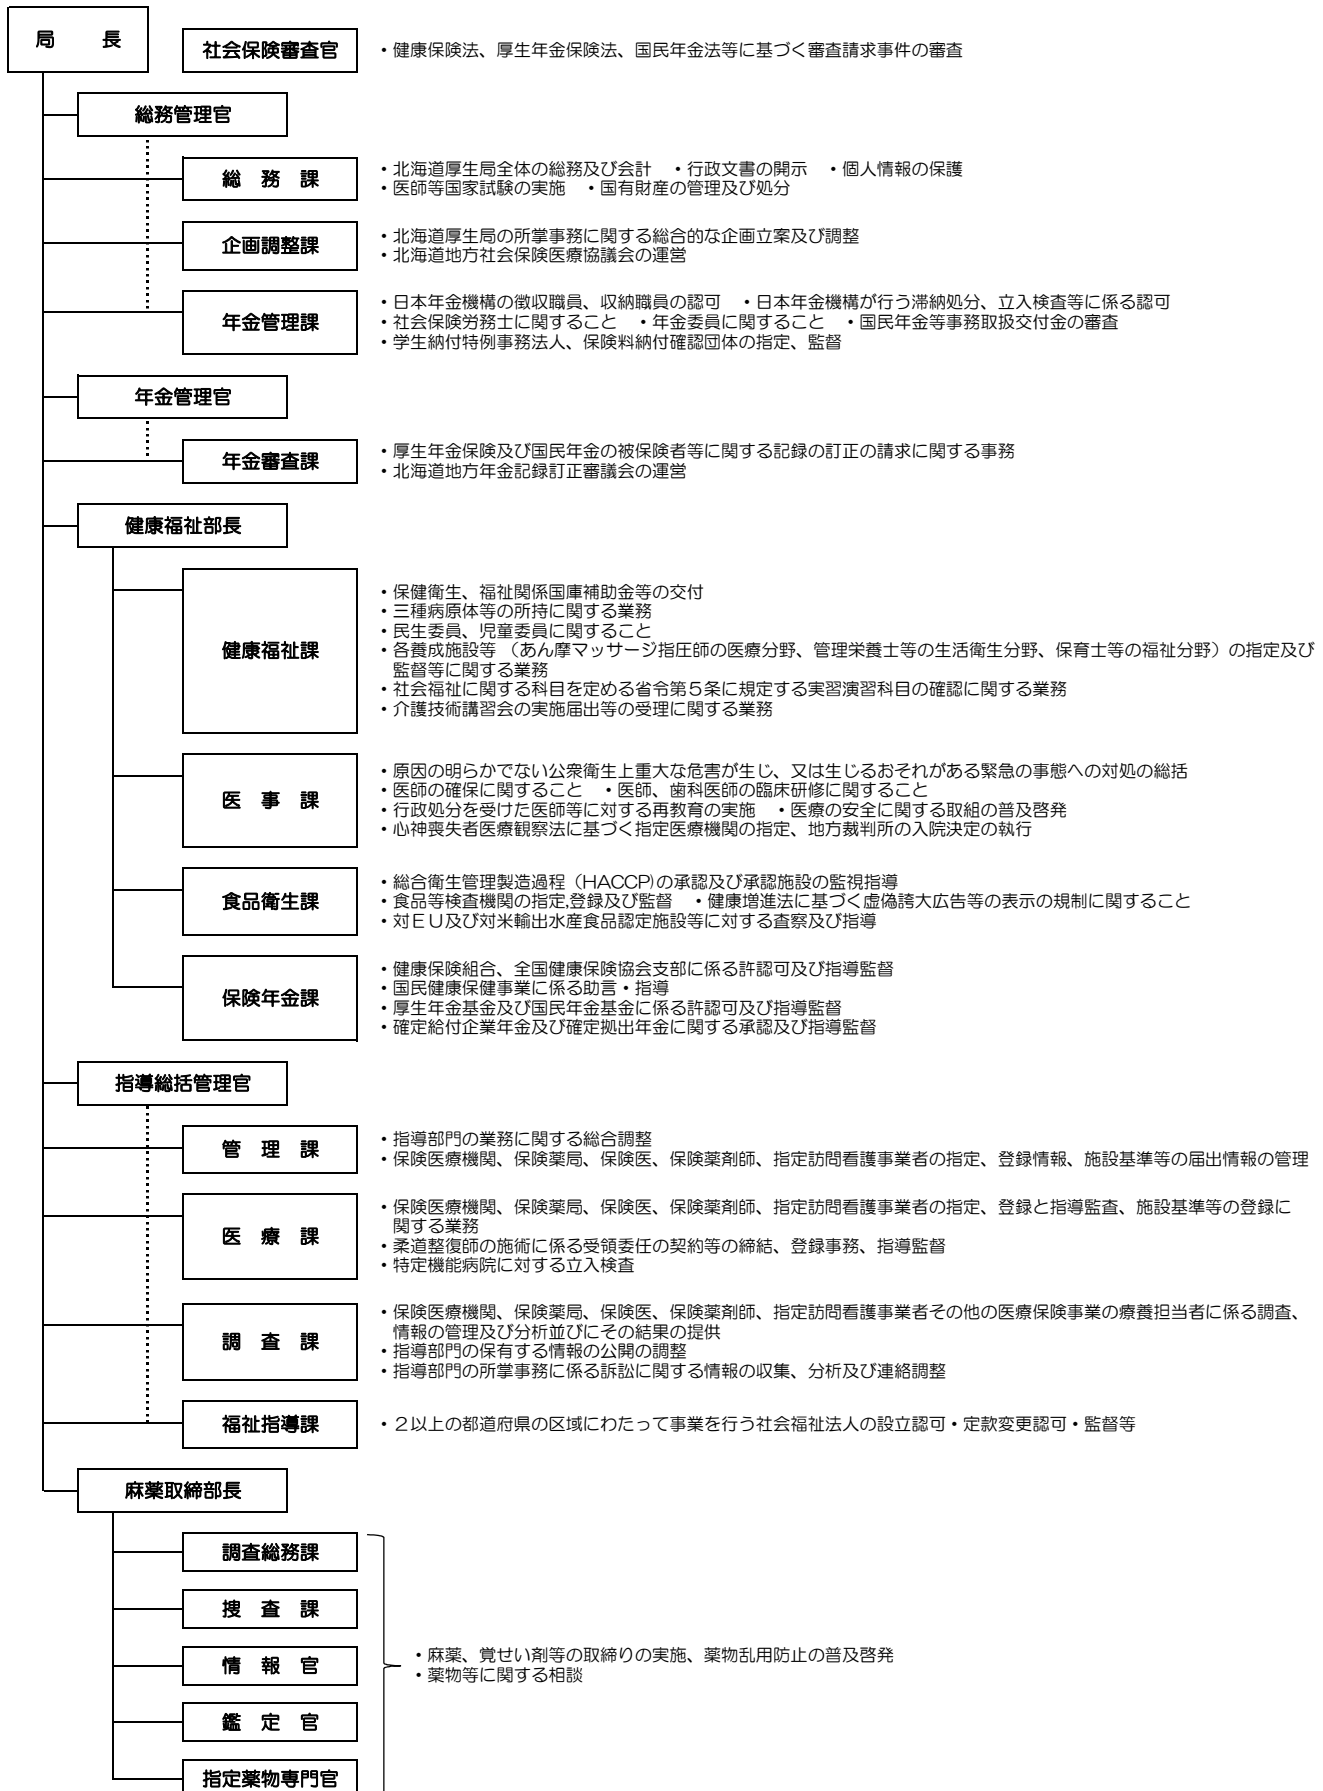 局　　長
社会保険審査官
・健康保険法、厚生年金保険法、国民年金法等に基づく審査請求事件の審査
総務管理官
総　務　課
・北海道厚生局全体の総務及び会計　・行政文書の開示　・個人情報の保護
・医師等国家試験の実施　・国有財産の管理及び処分
企画調整課
・北海道厚生局の所掌事務に関する総合的な企画立案及び調整
・北海道地方社会保険医療協議会の運営
年金管理課
・日本年金機構の徴収職員、収納職員の認可　・日本年金機構が行う滞納処分、立入検査等に係る認可
・社会保険労務士に関すること　・年金委員に関すること　・国民年金等事務取扱交付金の審査
・学生納付特例事務法人、保険料納付確認団体の指定、監督
年金管理官
年金審査課
・厚生年金保険及び国民年金の被保険者等に関する記録の訂正の請求に関する事務
・北海道地方年金記録訂正審議会の運営
健康福祉部長
健康福祉課
・保健衛生、福祉関係国庫補助金等の交付
・三種病原体等の所持に関する業務
・民生委員、児童委員に関すること
・各養成施設等 （あん摩マッサージ指圧師の医療分野、管理栄養士等の生活衛生分野、保育士等の福祉分野）の指定及び
監督等に関する業務
・社会福祉に関する科目を定める省令第５条に規定する実習演習科目の確認に関する業務
・介護技術講習会の実施届出等の受理に関する業務
医　事　課
・原因の明らかでない公衆衛生上重大な危害が生じ、又は生じるおそれがある緊急の事態への対処の総括
・医師の確保に関すること　・医師、歯科医師の臨床研修に関すること
・行政処分を受けた医師等に対する再教育の実施　・医療の安全に関する取組の普及啓発
・心神喪失者医療観察法に基づく指定医療機関の指定、地方裁判所の入院決定の執行
食品衛生課
・総合衛生管理製造過程（HACCP)の承認及び承認施設の監視指導
・食品等検査機関の指定,登録及び監督　・健康増進法に基づく虚偽誇大広告等の表示の規制に関すること
・対ＥＵ及び対米輸出水産食品認定施設等に対する査察及び指導
保険年金課
・健康保険組合、全国健康保険協会支部に係る許認可及び指導監督
・国民健康保健事業に係る助言・指導
・厚生年金基金及び国民年金基金に係る許認可及び指導監督
・確定給付企業年金及び確定拠出年金に関する承認及び指導監督
指導総括管理官
管　理　課
・指導部門の業務に関する総合調整
・保険医療機関、保険薬局、保険医、保険薬剤師、指定訪問看護事業者の指定、登録情報、施設基準等の届出情報の管理
医　療　課
・保険医療機関、保険薬局、保険医、保険薬剤師、指定訪問看護事業者の指定、登録と指導監査、施設基準等の登録に
関する業務
・柔道整復師の施術に係る受領委任の契約等の締結、登録事務、指導監督
・特定機能病院に対する立入検査
調　査　課
・保険医療機関、保険薬局、保険医、保険薬剤師、指定訪問看護事業者その他の医療保険事業の療養担当者に係る調査、
情報の管理及び分析並びにその結果の提供
・指導部門の保有する情報の公開の調整
・指導部門の所掌事務に係る訴訟に関する情報の収集、分析及び連絡調整
福祉指導課
・２以上の都道府県の区域にわたって事業を行う社会福祉法人の設立認可・定款変更認可・監督等
麻薬取締部長
調査総務課
捜　査　課
情　報　官
鑑　定　官
指定薬物専門官
・麻薬、覚せい剤等の取締りの実施、薬物乱用防止の普及啓発
・薬物等に関する相談